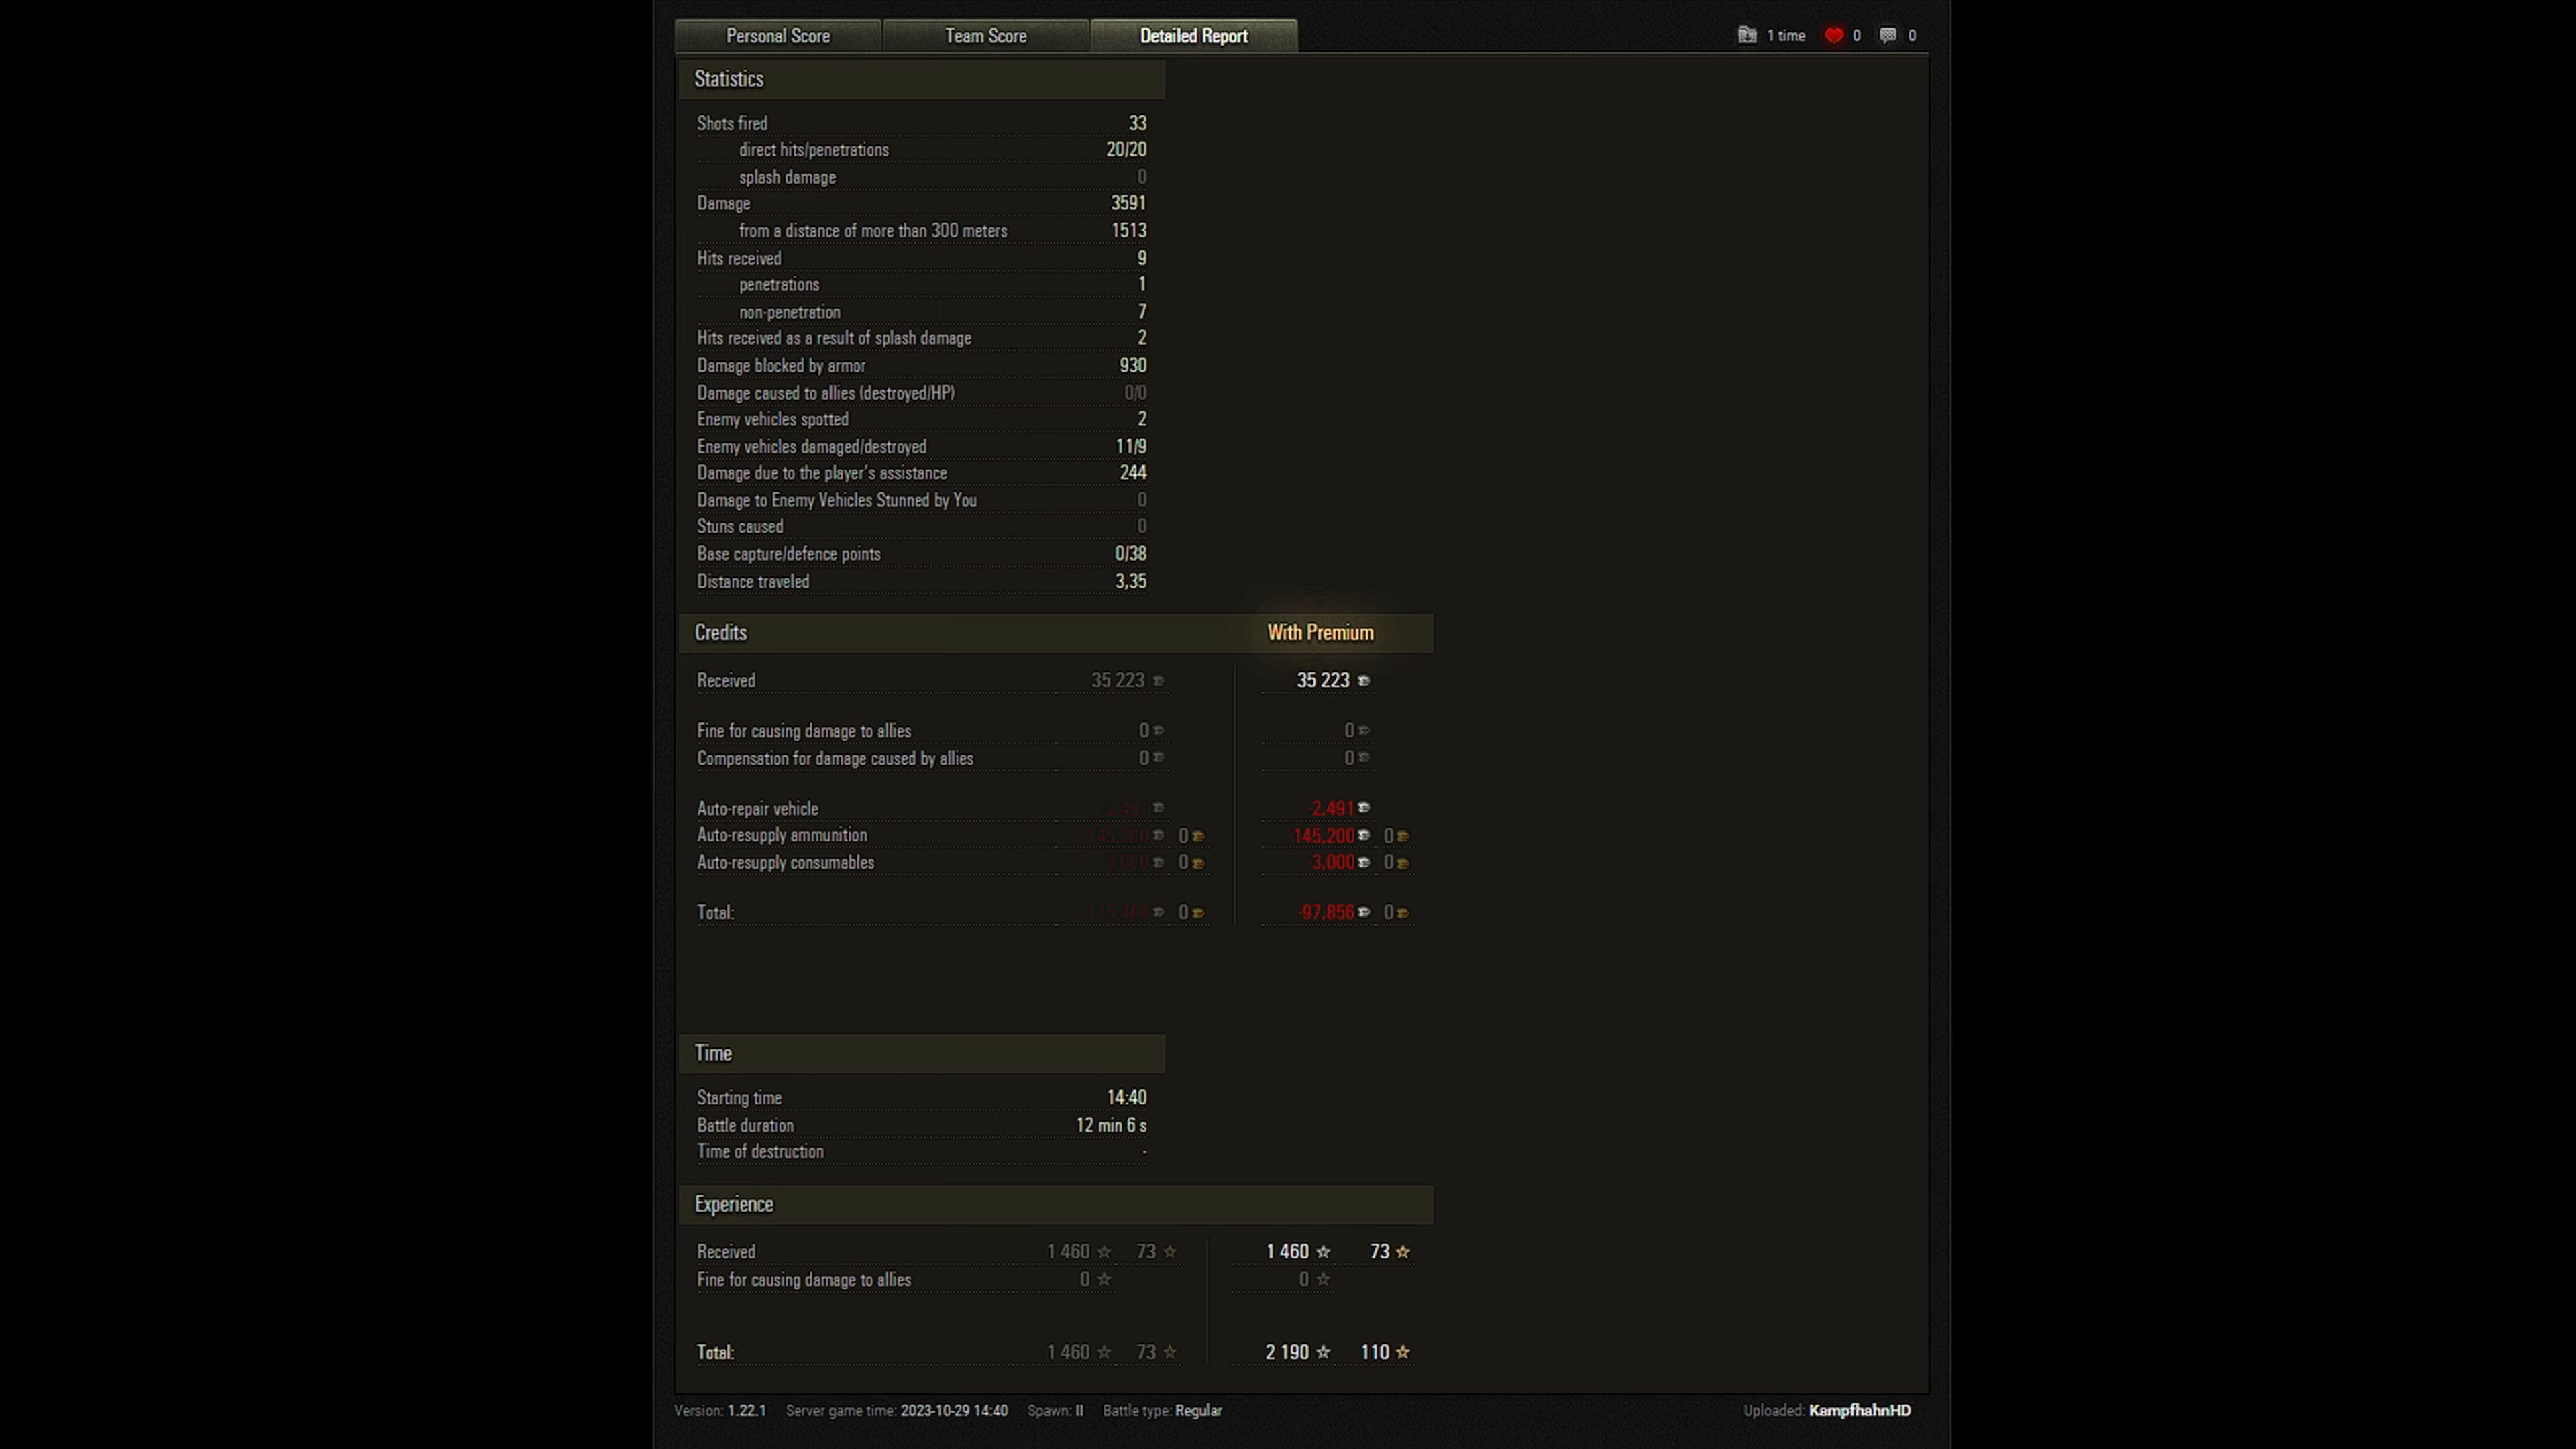 Personal Score Team Score Detailed Report 1 time 0 0
Statistics
Shots fired 33
direct hits/penetrations 20/20
splash damage 0
Damage 3591
from a distance of more than 300 meters 1513
Hits received 9
penetrations 1
non-penetration 7
Hits received as a result of splash damage 2
Damage blocked by armor 930
Damage caused to allies (destroyed/HP) 0/0
Enemy vehicles spotted 2
Enemy vehicles damaged/destroyed 11/9
Damage due to the player's assistance 244
Damage to Enemy Vehicles Stunned by You 0
Stuns caused 0
Base capture/defence points 0/38
Distance traveled 3,35
Credits With Premium
Received 35 223 35 223
Fine for causing damage to allies 0 0
Compensation for damage caused by allies 0 0
Auto-repair vehicle -2,491
Auto-resupply ammunition -145,200 0 -145,200 0
Auto-resupply consumables 0 -3,000 0
Total: 0 -97,856 0
Time
Starting time 14:40
Battle duration 12 min 6 s
Time of destruction -
Experience
Received 1 460 73 1 460 73
Fine for causing damage to allies 0 0
Total: 1 460 73 2 190 110
Version: 1.22.1 Server game time: 2023-10-29 14:40 Spawn: II Battle type: Regular Uploaded: KampfhahnHD